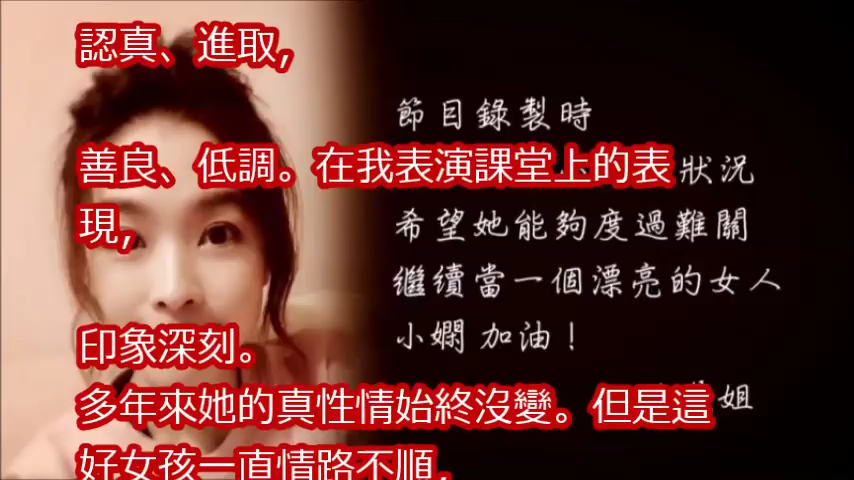 認真、進取，
節目錄製時
善良、低調。在我表演課堂上的表
狀況
現，
希望她能夠度過難關
繼續當一個漂亮的女人
小嫻 加油！
印象深刻。
多年來她的真性情始終沒變。但是這
姐
好女孩一直情路不順，